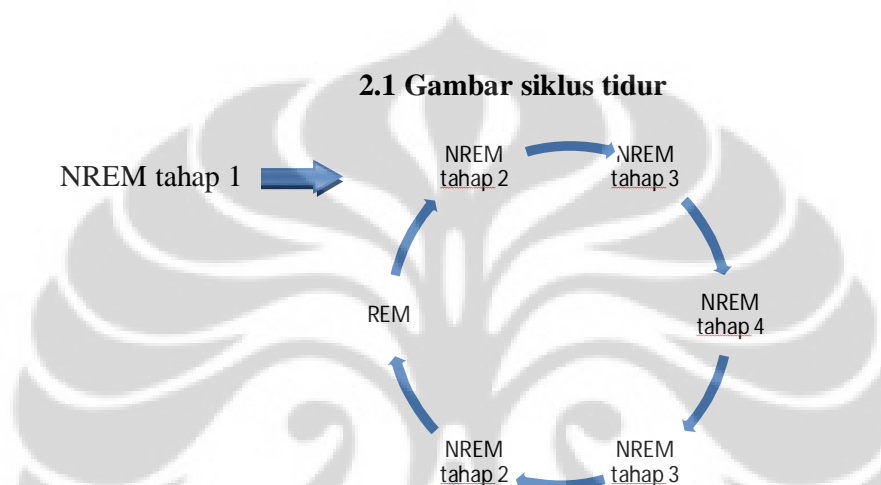 2.1 Gambar siklus tidur
NREM tahap 1
NREM
tahap 2
NREM
tahap 3
NREM
tahap 4
NREM
tahap 3
NREM
tahap 2
REM